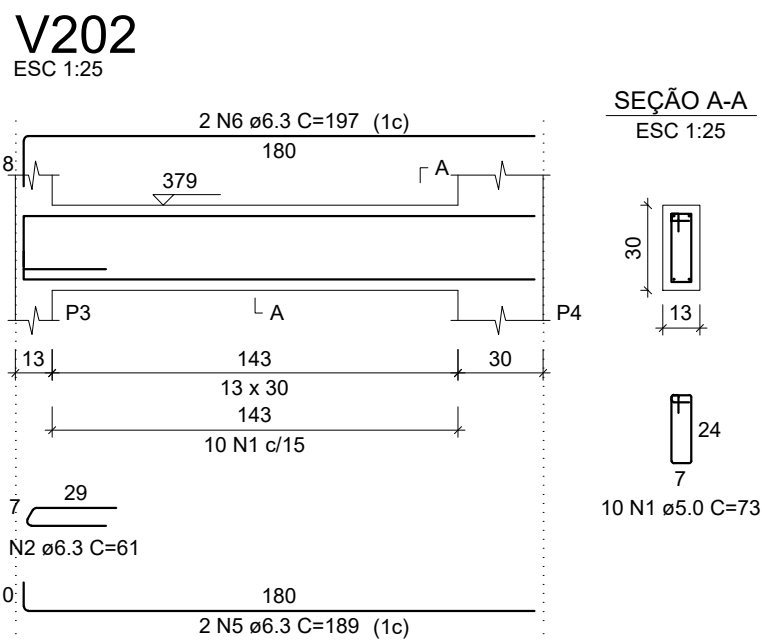 V202
ESC 1:25
2 N6 ø6.3 C=197 (1c)
180
8
379
A
P3
A
P4
13
143
30
13 x 30
143
10 N1 c/15
7
29
N2 ø6.3 C=61
0
180
2 N5 ø6.3 C=189 (1c)
SEÇÃO A-A
ESC 1:25
30
13
24
7
10 N1 ø5.0 C=73